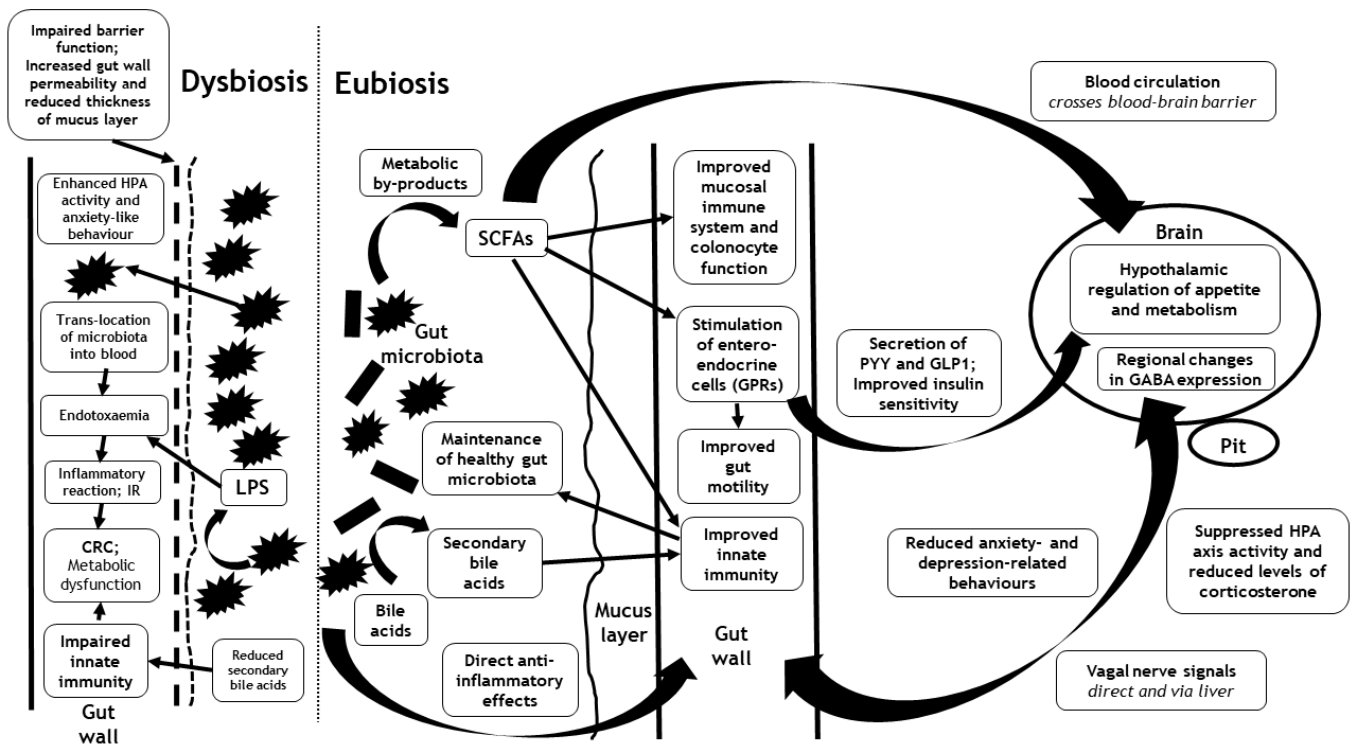 Impaired barrier
function;
Increased gut wall
permeability and
reduced thickness
of mucus layer
Dysbiosis
Enhanced HPA
activity and
anxiety-like
behaviour
Trans-location
of microbiota
into blood
Endotoxaemia
Inflammatory
reaction; IR
CRC;
Metabolic
dysfunction
Impaired
innate
immunity
Gut
wall
LPS
Reduced
secondary
bile acids
Eubiosis
Metabolic
by-products
SCFAs
Gut
microbiota
Maintenance
of healthy gut
microbiota
Secondary
bile
acids
Bile
acids
Direct anti-
inflammatory
effects
Mucus
layer
Improved
mucosal
immune
system and
colonocyte
function
Stimulation
of entero-
endocrine
cells (GPRs)
Improved
gut
motility
Improved
innate
immunity
Gut
wall
Blood circulation
crosses blood-brain barrier
Brain
Hypothalamic
regulation of appetite
and metabolism
Regional changes
in GABA expression
Pit
Secretion of
PYY and GLP1;
Improved insulin
sensitivity
Reduced anxiety- and
depression-related
behaviours
Suppressed HPA
axis activity and
reduced levels of
corticosterone
Vagal nerve signals
direct and via liver